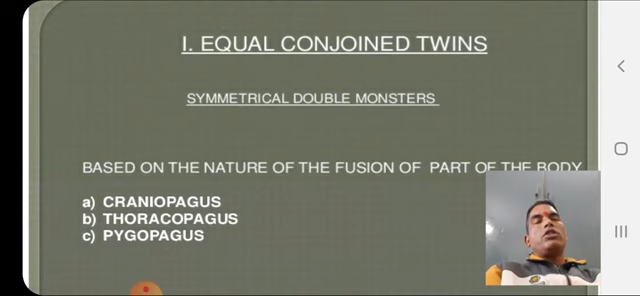 I. EQUAL CONJOINED TWINS
SYMMETRICAL DOUBLE MONSTERS
BASED ON THE NATURE OF THE FUSION OF PART OF THE BODY
a) CRANIOPAGUS
b) THORACOPAGUS
c) PYGOPAGUS